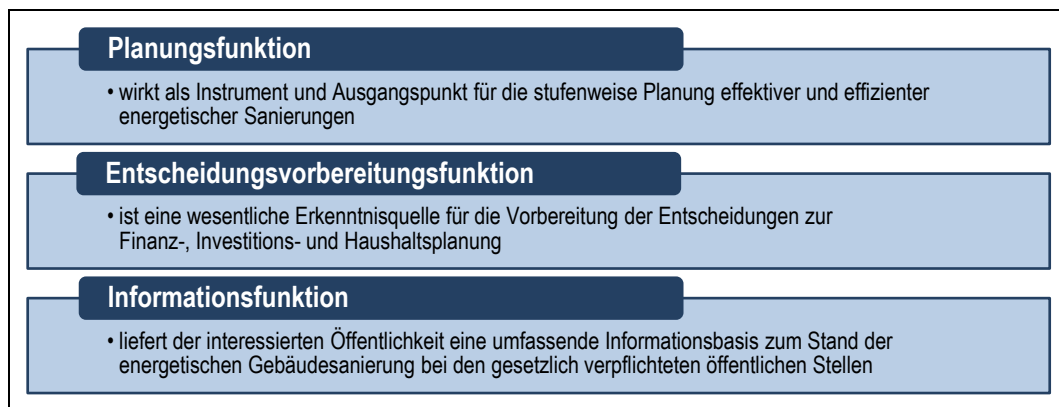 Planungsfunktion
• wirkt als Instrument und Ausgangspunkt für die stufenweise Planung effektiver und effizienter
energetischer Sanierungen
Entscheidungsvorbereitungsfunktion
• ist eine wesentliche Erkenntnisquelle für die Vorbereitung der Entscheidungen zur
Finanz-, Investitions- und Haushaltsplanung
Informationsfunktion
• liefert der interessierten Öffentlichkeit eine umfassende Informationsbasis zum Stand der
energetischen Gebäudesanierung bei den gesetzlich verpflichteten öffentlichen Stellen